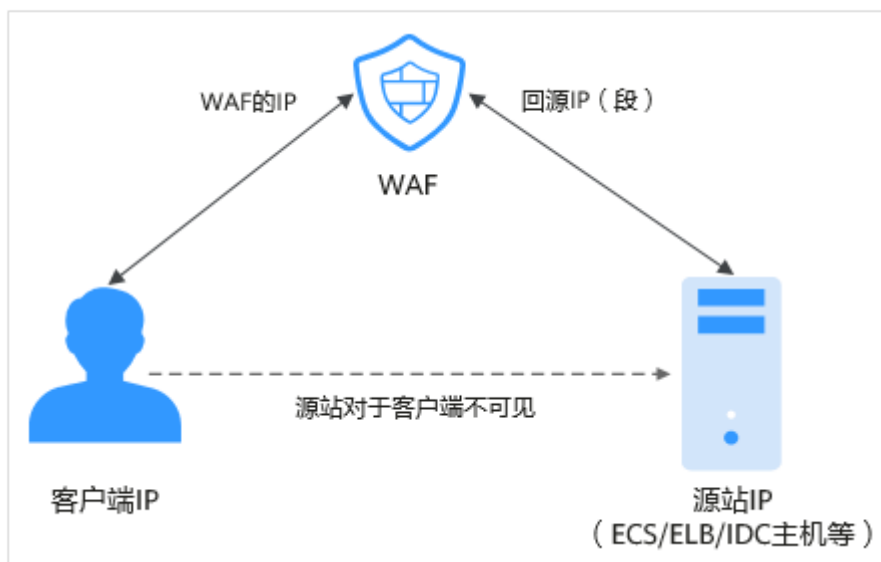 WAF的IP
回源IP（段）
WAF
源站对于客户端不可见
客户端IP
源站IP
（ECS/ELB/IDC主机等）